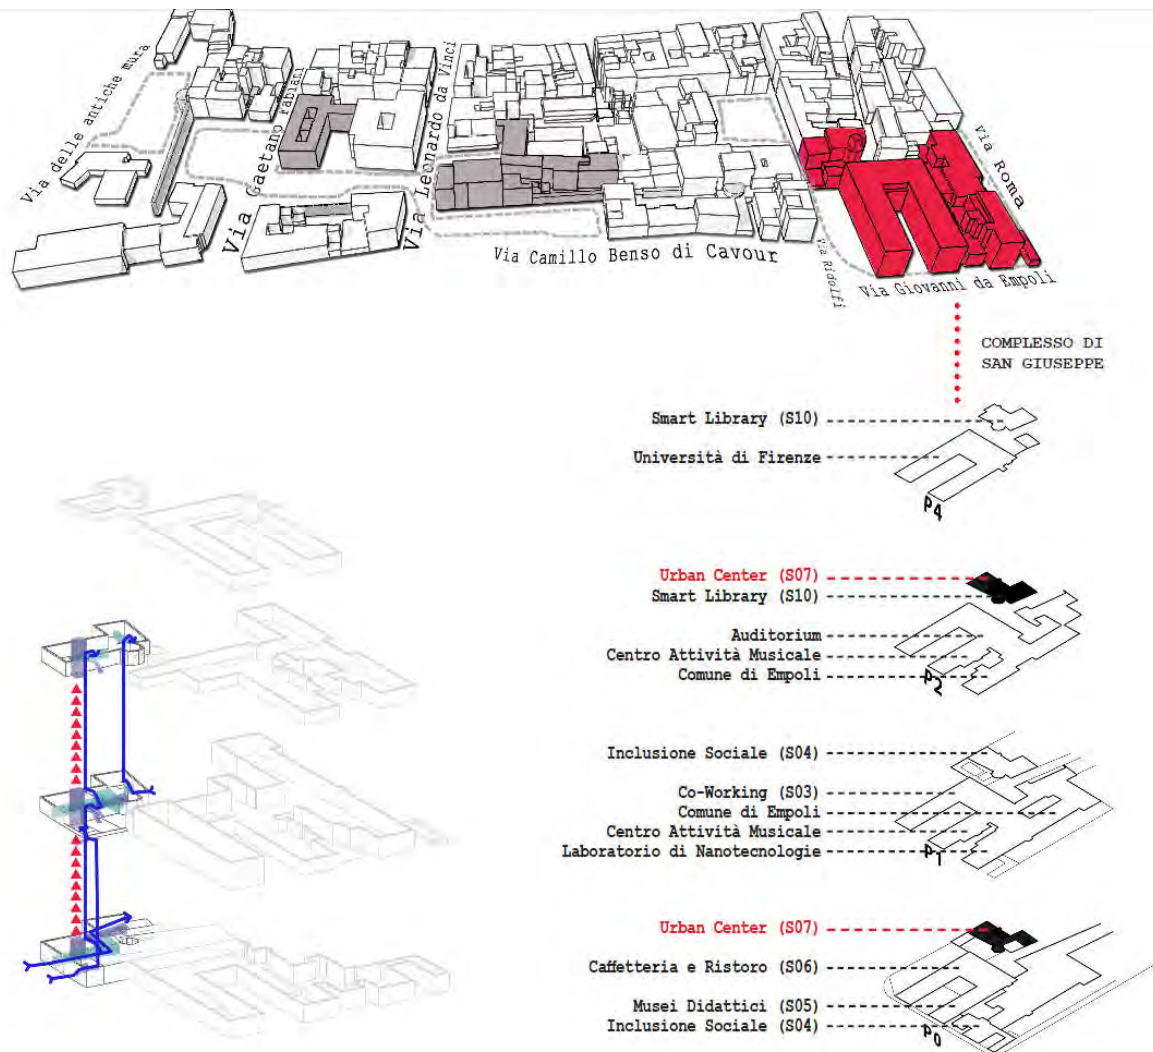 Via delle antiche mura
Via Gaetano Fabiani
Via Leonardo da Vinci
Via Camillo Benso di Cavour
Via Ridolfi
Via Giovanni da Empoli
Via Roma
COMPLESSO DI
SAN GIUSEPPE
Smart Library (S10)
Università di Firenze
P4
Urban Center (S07)
Smart Library (S10)
Auditorium
Centro Attività Musicale
Comune di Empoli
P2
Inclusione Sociale (S04)
Co-Working (S03)
Comune di Empoli
Centro Attività Musicale
Laboratorio di Nanotecnologie
P1
Urban Center (S07)
Caffetteria e Ristoro (S06)
Musei Didattici (S05)
Inclusione Sociale (S04)
P0